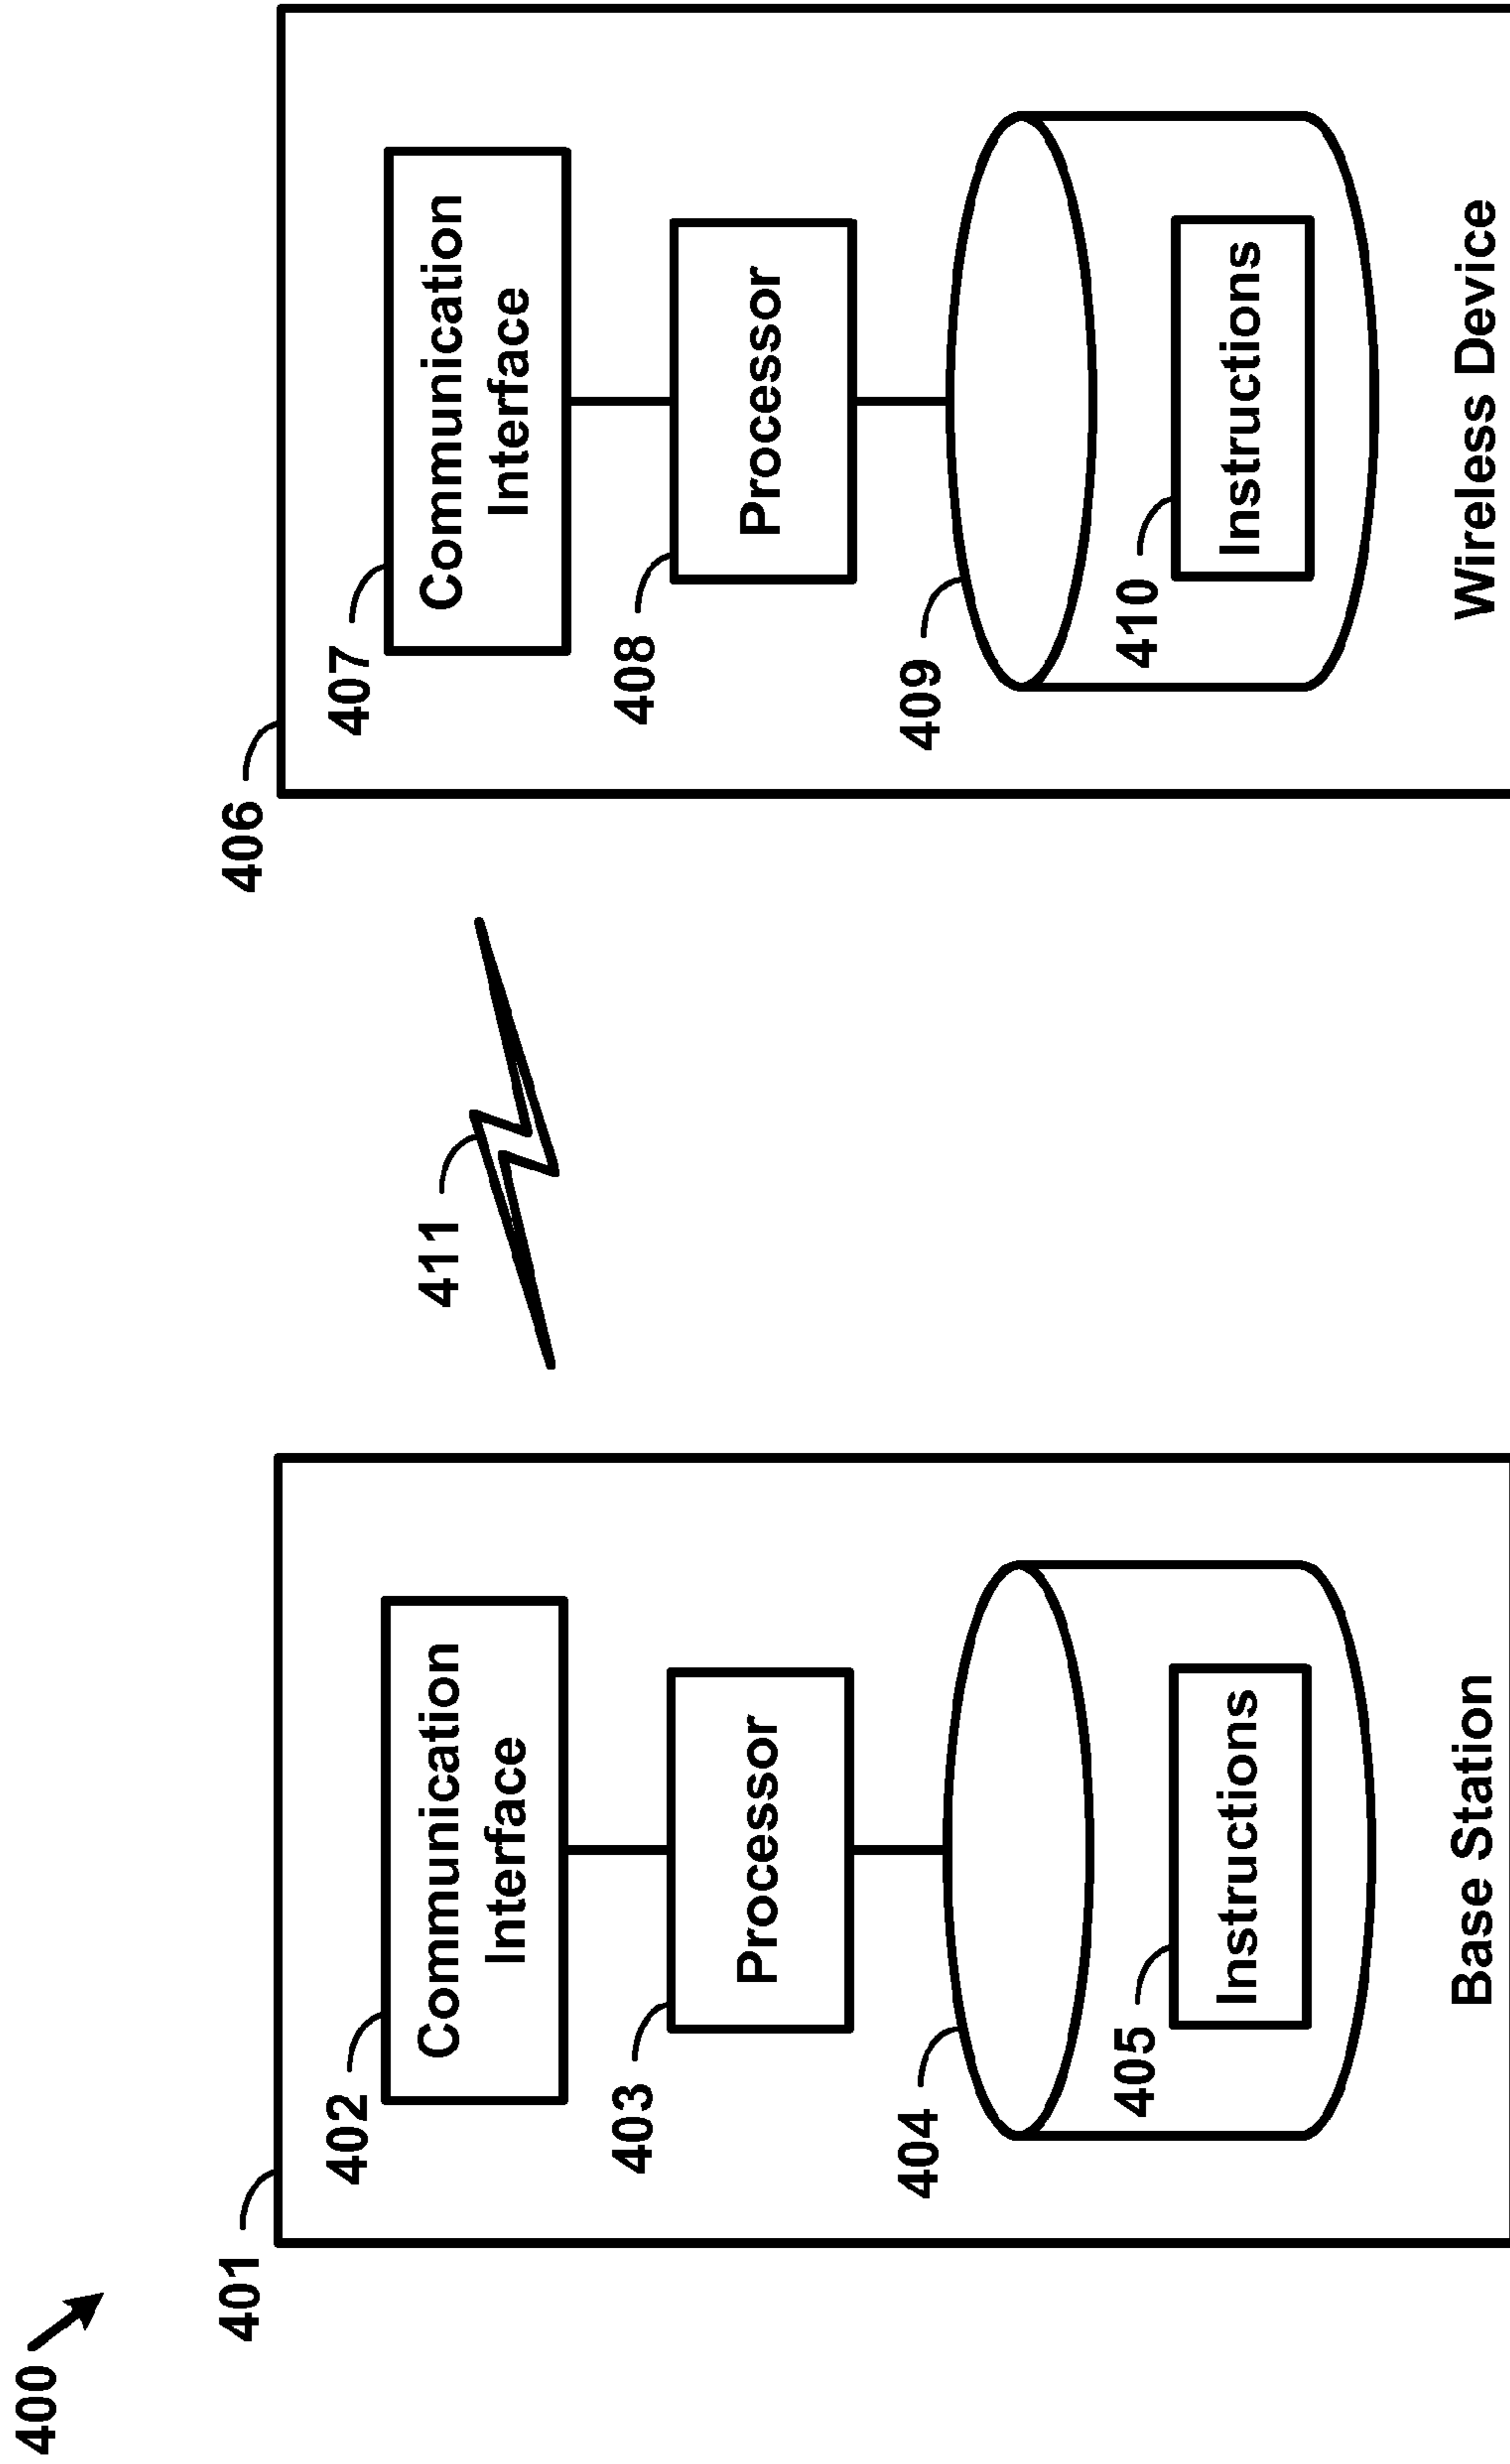 400
401
402
Communication
Interface
403
Processor
404
405
Instructions
Base Station
411
406
407
Communication
Interface
408
Processor
409
410
Instructions
Wireless Device